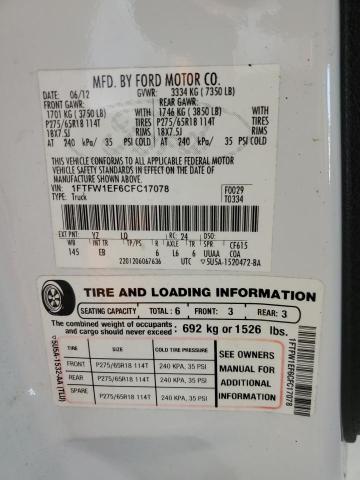 MFD. BY FORD MOTOR CO.
06/12 GVWR: 3334 KG (7350 LB)
FRONT GAWR: REAR GAWR:
1701 KG (3750 LB) 1746 KG (3850 LB)
P275/65R18 114T P275/65R18 114T
18X7.5J 18X7.5J
AT 240 kPa/ 35 PSI COLD AT 240 kPa/ 35 PSI COLD
THIS VEHICLE CONFORMS TO ALL APPLICABLE FEDERAL MOTOR
VEHICLE SAFETY STANDARDS IN EFFECT ON THE DATE OF
MANUFACTURE SHOWN ABOVE.
VIN: 1FTFW1EF6CFC17078 F0029
TYPE: Truck T0334
EXT PNT: YZ LQ RC: 24 DSO:
WB INT TR TP/PS R AXLE TR SPR CF615
145 EB 6 L6 6 UUAA COA
2201206067636 UTC 5U5A-1520472-BA
TIRE AND LOADING INFORMATION
SEATING CAPACITY TOTAL: 6 FRONT: 3 REAR: 3
The combined weight of occupants
and cargo should never exceed: 692 kg or 1526 lbs.
TIRE SIZE COLD TIRE PRESSURE
FRONT P275/65R18 114T 240 KPA, 35 PSI
REAR P275/65R18 114T 240 KPA, 35 PSI
SPARE P275/65R18 114T 240 KPA, 35 PSI
SEE OWNERS
MANUAL FOR
ADDITIONAL
INFORMATION
5U5A-1532-AA (TLU)
1FTFW1EF6CFC17078